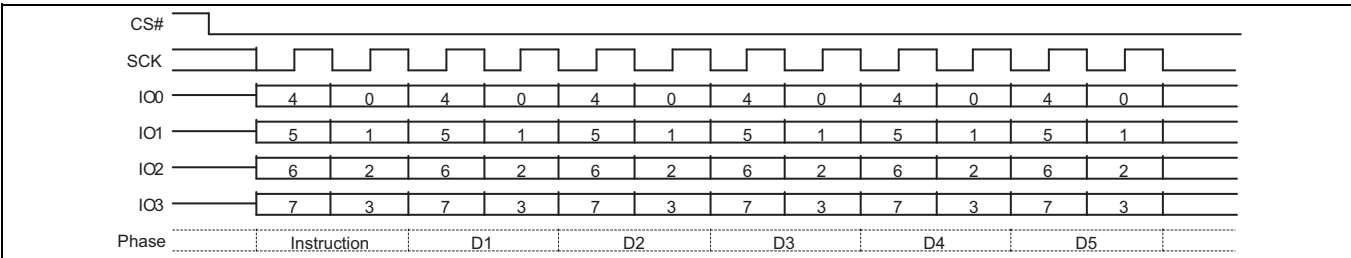 CS#
SCK
IO0 4 0 4 0 4 0 4 0 4 0 4 0
IO1 5 1 5 1 5 1 5 1 5 1 5 1
IO2 6 2 6 2 6 2 6 2 6 2 6 2
IO3 7 3 7 3 7 3 7 3 7 3 7 3
Phase Instruction D1 D2 D3 D4 D5